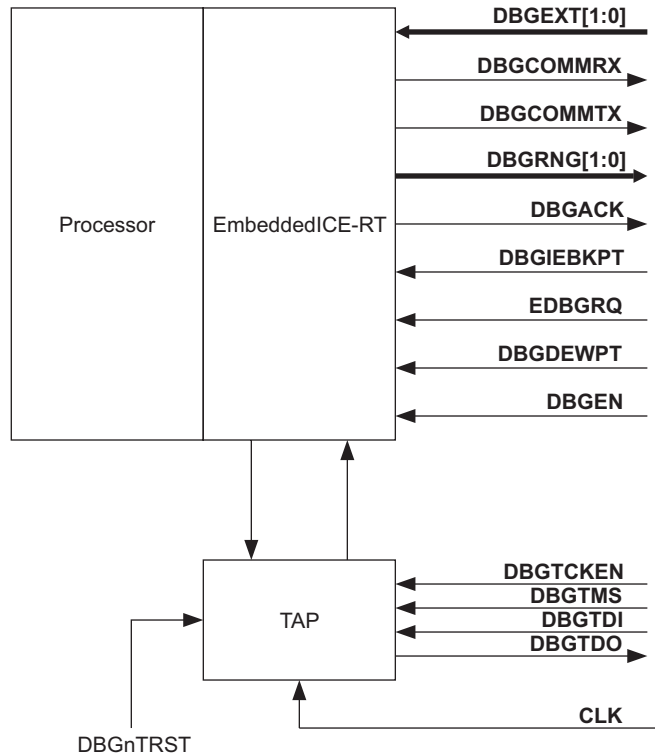 DBGEXT[1:0]
DBGCOMMRX
DBGCOMMTX
DBGRNG[1:0]
Processor
EmbeddedICE-RT
DBGACK
DBGIEBKPT
EDBGRQ
DBGDEWPT
DBGEN
DBGTCKEN
DBGTMS
TAP
DBGTDI
DBGTDO
CLK
DBGnTRST